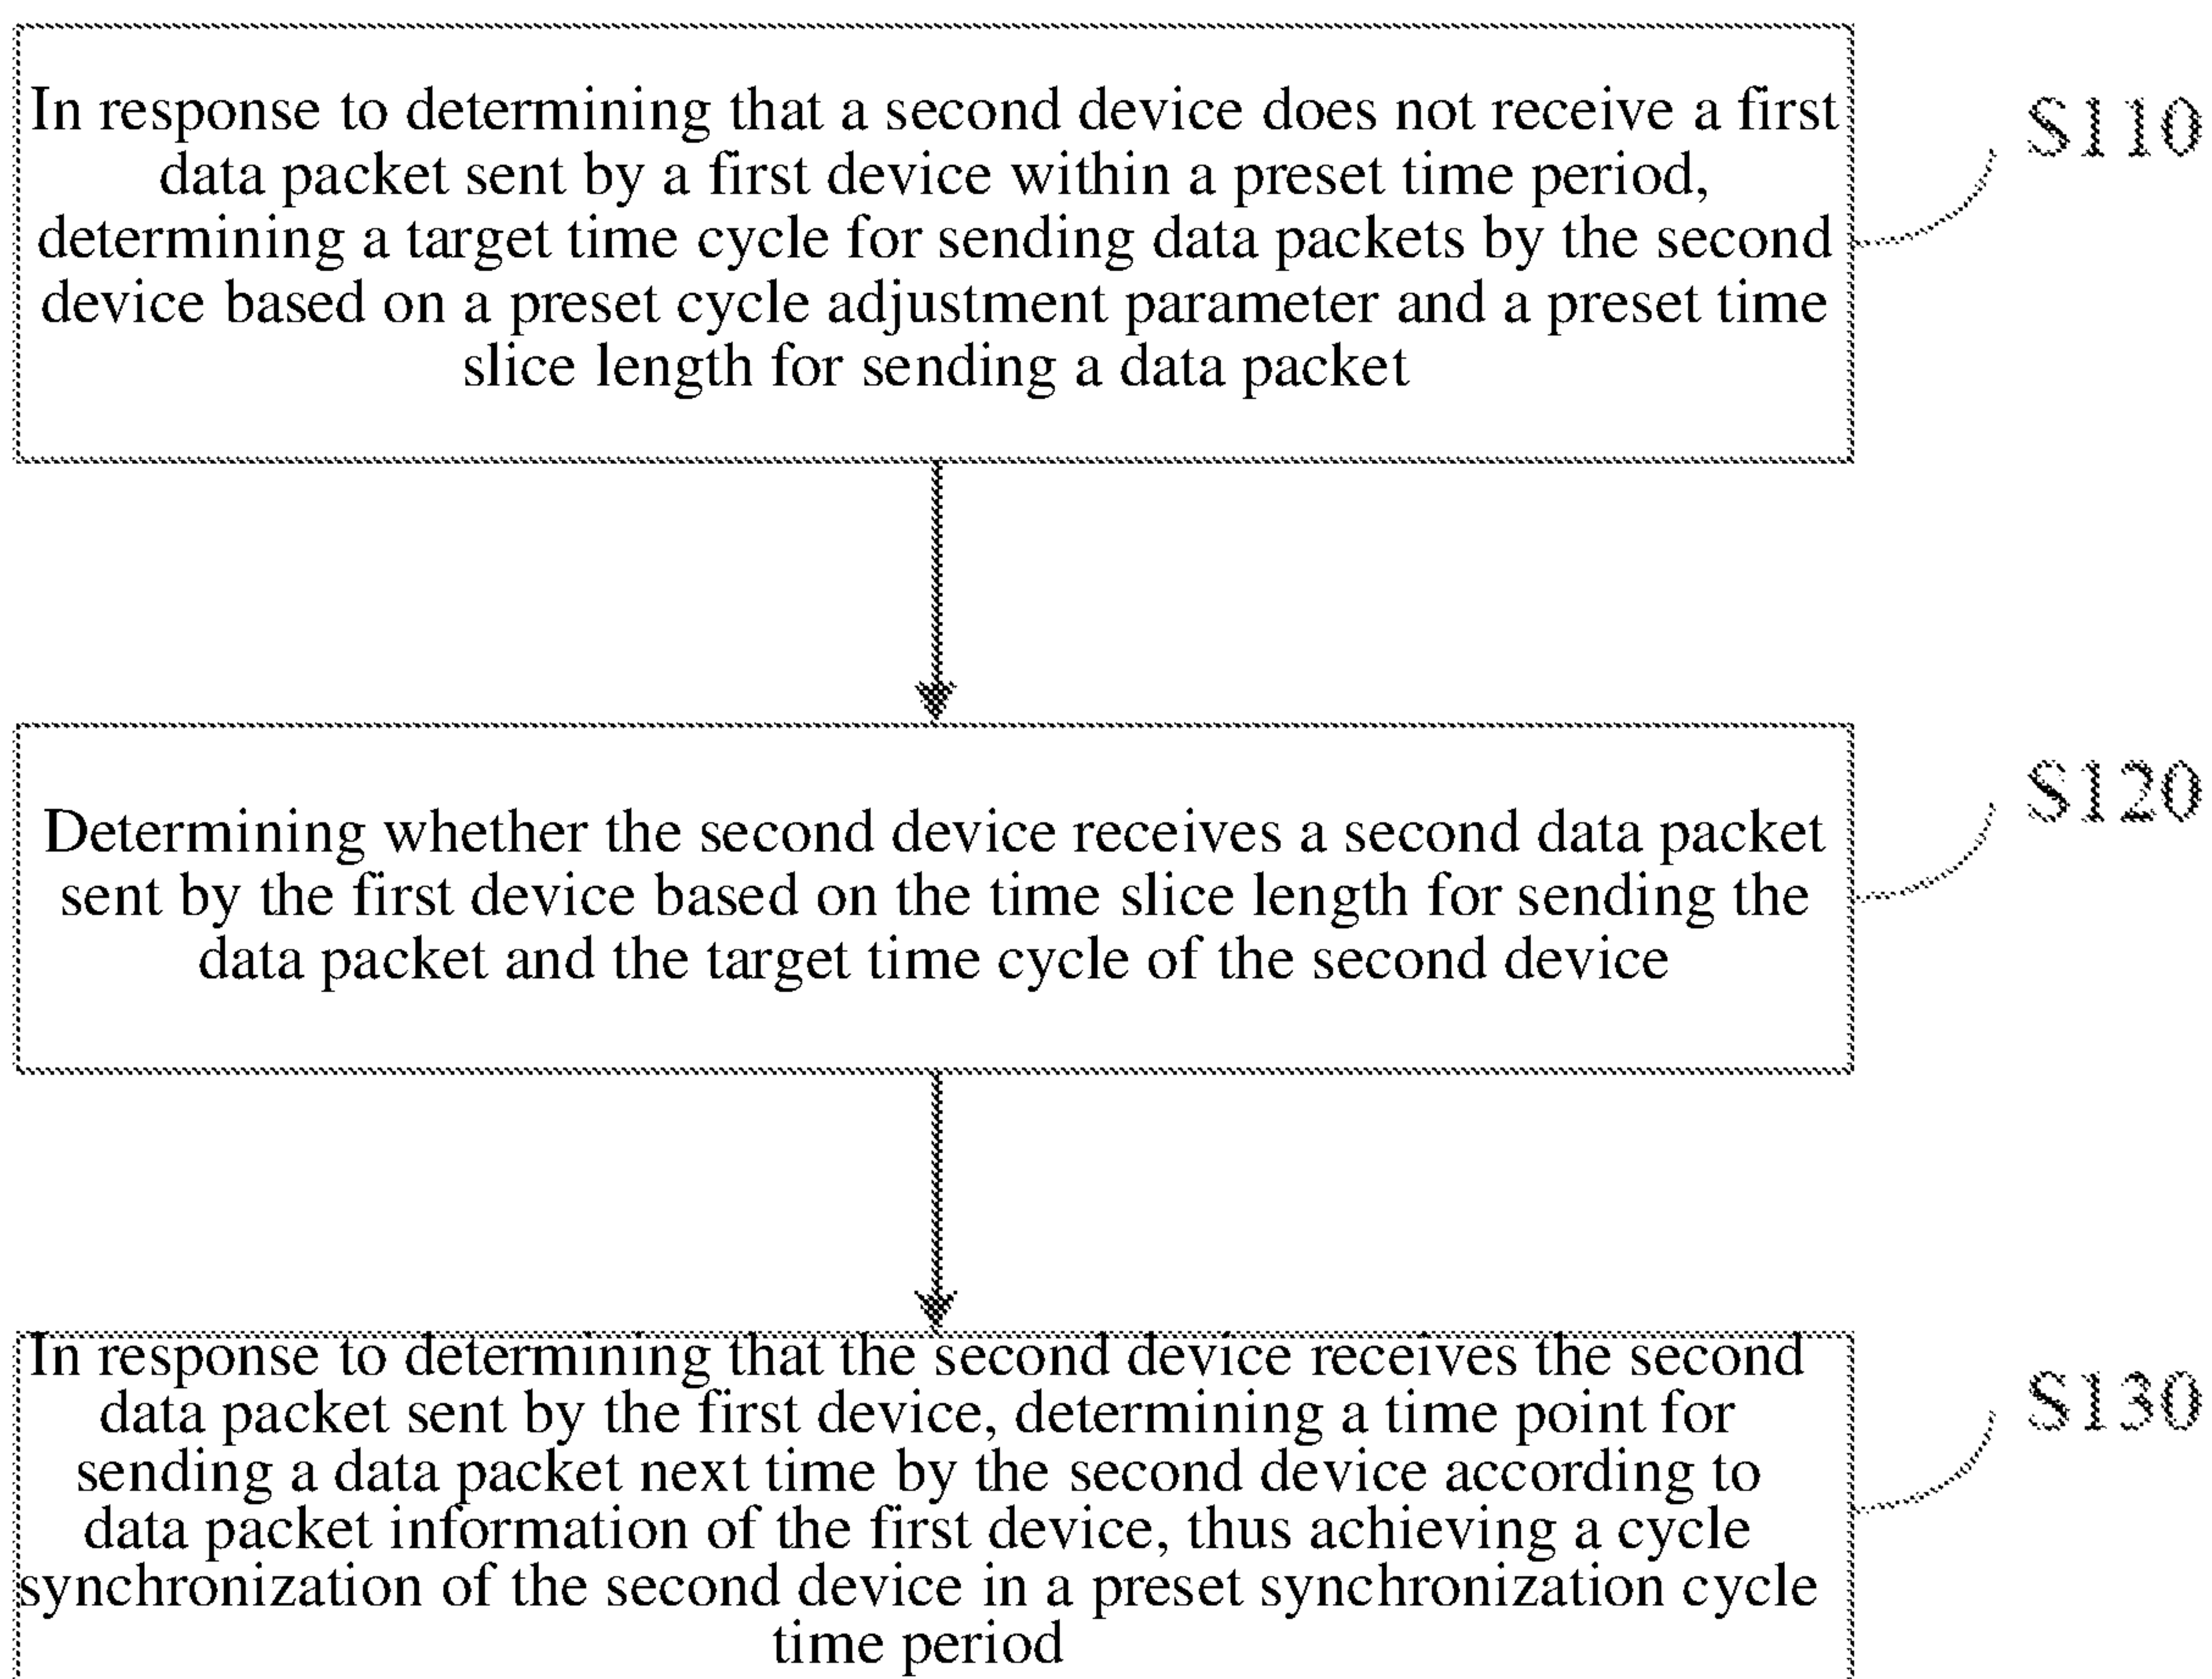 In response to determining that a second device does not receive a first
data packet sent by a first device within a preset time period,
determining a target time cycle for sending data packets by the second
device based on a preset cycle adjustment parameter and a preset time
slice length for sending a data packet
S110
Determining whether the second device receives a second data packet
sent by the first device based on the time slice length for sending the
data packet and the target time cycle of the second device
S120
In response to determining that the second device receives the second
data packet sent by the first device, determining a time point for
sending a data packet next time by the second device according to
data packet information of the first device, thus achieving a cycle
synchronization of the second device in a preset synchronization cycle
time period
S130